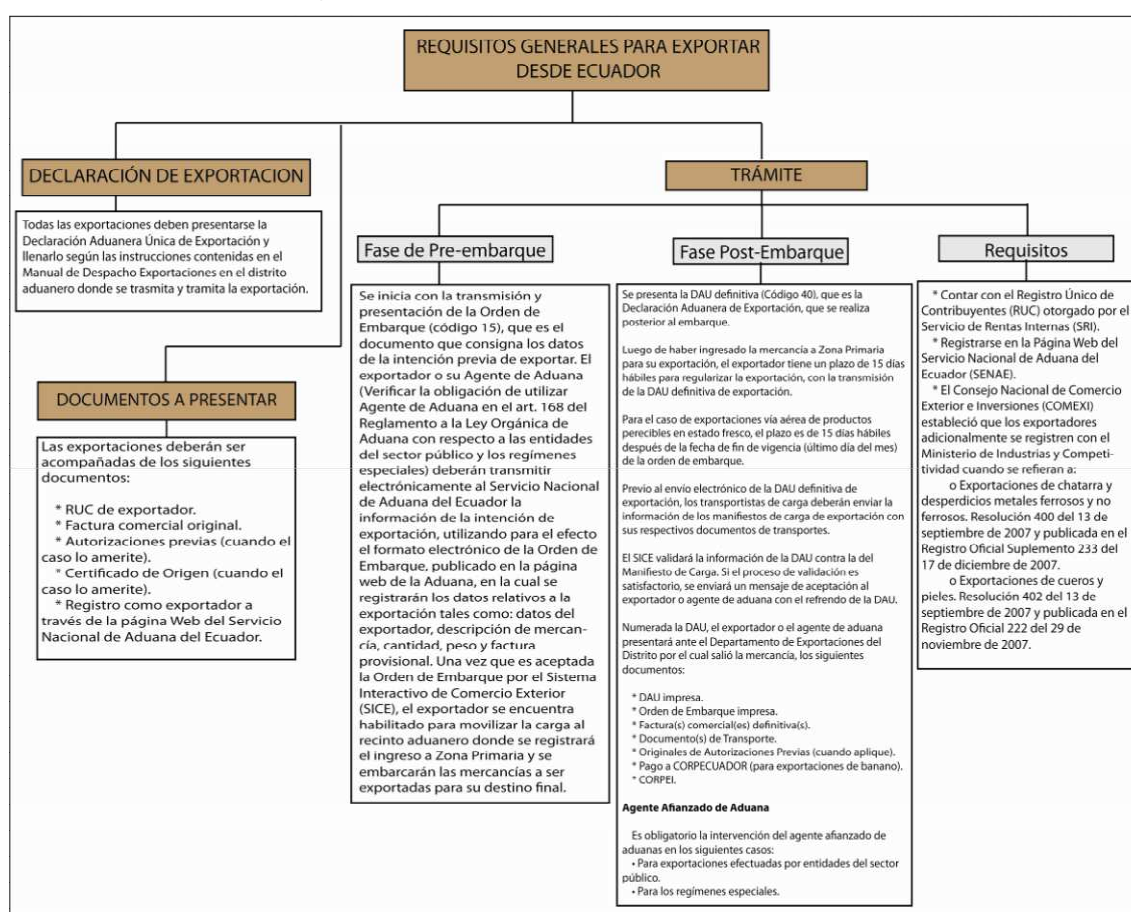 REQUISITOS GENERALES PARA EXPORTAR
DESDE ECUADOR
DECLARACIÓN DE EXPORTACION
Todas las exportaciones deben presentarse la
Declaración Aduanera Única de Exportación y
llenarlo según las instrucciones contenidas en el
Manual de Despacho Exportaciones en el distrito
aduanero donde se trasmita y tramita la exportación.
DOCUMENTOS A PRESENTAR
Las exportaciones deberán ser
acompañadas de los siguientes
documentos:
* RUC de exportador.
* Factura comercial original.
* Autorizaciones previas (cuando el
caso lo amerite).
* Certificado de Origen (cuando el
caso lo amerite).
* Registro como exportador a
través de la página Web del Servicio
Nacional de Aduana del Ecuador.
TRÁMITE
Fase de Pre-embarque
Se inicia con la transmisión y
presentación de la Orden de
Embarque (código 15), que es el
documento que consigna los datos
de la intención previa de exportar. El
exportador o su Agente de Aduana
(Verificar la obligación de utilizar
Agente de Aduana en el art. 168 del
Reglamento a la Ley Orgánica de
Aduana con respecto a las entidades
del sector público y los regímenes
especiales) deberán transmitir
electrónicamente al Servicio Nacional
de Aduana del Ecuador la
información de la intención de
exportación, utilizando para el efecto
el formato electrónico de la Orden de
Embarque, publicado en la página
web de la Aduana, en la cual se
registrarán los datos relativos a la
exportación tales como: datos del
exportador, descripción de mercan-
cía, cantidad, peso y factura
provisional. Una vez que es aceptada
la Orden de Embarque por el Sistema
Interactivo de Comercio Exterior
(SICE), el exportador se encuentra
habilitado para movilizar la carga al
recinto aduanero donde se registrará
el ingreso a Zona Primaria y se
embarcarán las mercancías a ser
exportadas para su destino final.
Fase Post-Embarque
Se presenta la DAU definitiva (Código 40), que es la
Declaración Aduanera de Exportación, que se realiza
posterior al embarque.
Luego de haber ingresado la mercancía a Zona Primaria
para su exportación, el exportador tiene un plazo de 15 días
hábiles para regularizar la exportación, con la transmisión
de la DAU definitiva de exportación.
Para el caso de exportaciones vía aérea de productos
perecibles en estado fresco, el plazo es de 15 días hábiles
después de la fecha de fin de vigencia (último día del mes)
de la orden de embarque.
Previo al envío electrónico de la DAU definitiva de
exportación, los transportistas de carga deberán enviar la
información de los manifiestos de carga de exportación con
sus respectivos documentos de transportes.
El SICE validará la información de la DAU contra la del
Manifiesto de Carga. Si el proceso de validación es
satisfactorio, se enviará un mensaje de aceptación al
exportador o agente de aduana con el refrendo de la DAU.
Numerada la DAU, el exportador o el agente de aduana
presentará ante el Departamento de Exportaciones del
Distrito por el cual salió la mercancía, los siguientes
documentos:
* DAU impresa.
* Orden de Embarque impresa.
* Factura(s) comercial(es) definitiva(s).
* Documento(s) de Transporte.
* Originales de Autorizaciones Previas (cuando aplique).
* Pago a CORPECUADOR (para exportaciones de banano).
* CORPEI.
Agente Afianzado de Aduana
Es obligatorio la intervención del agente afianzado de
aduanas en los siguientes casos:
• Para exportaciones efectuadas por entidades del sector
público.
• Para los regímenes especiales.
Requisitos
* Contar con el Registro Único de
Contribuyentes (RUC) otorgado por el
Servicio de Rentas Internas (SRI).
* Registrarse en la Página Web del
Servicio Nacional de Aduana del
Ecuador (SENAE).
* El Consejo Nacional de Comercio
Exterior e Inversiones (COMEXI)
estableció que los exportadores
adicionalmente se registren con el
Ministerio de Industrias y Competi-
tividad cuando se refieran a:
o Exportaciones de chatarra y
desperdicios metales ferrosos y no
ferrosos. Resolución 400 del 13 de
septiembre de 2007 y publicada en el
Registro Oficial Suplemento 233 del
17 de diciembre de 2007.
o Exportaciones de cueros y
pieles. Resolución 402 del 13 de
septiembre de 2007 y publicada en el
Registro Oficial 222 del 29 de
noviembre de 2007.